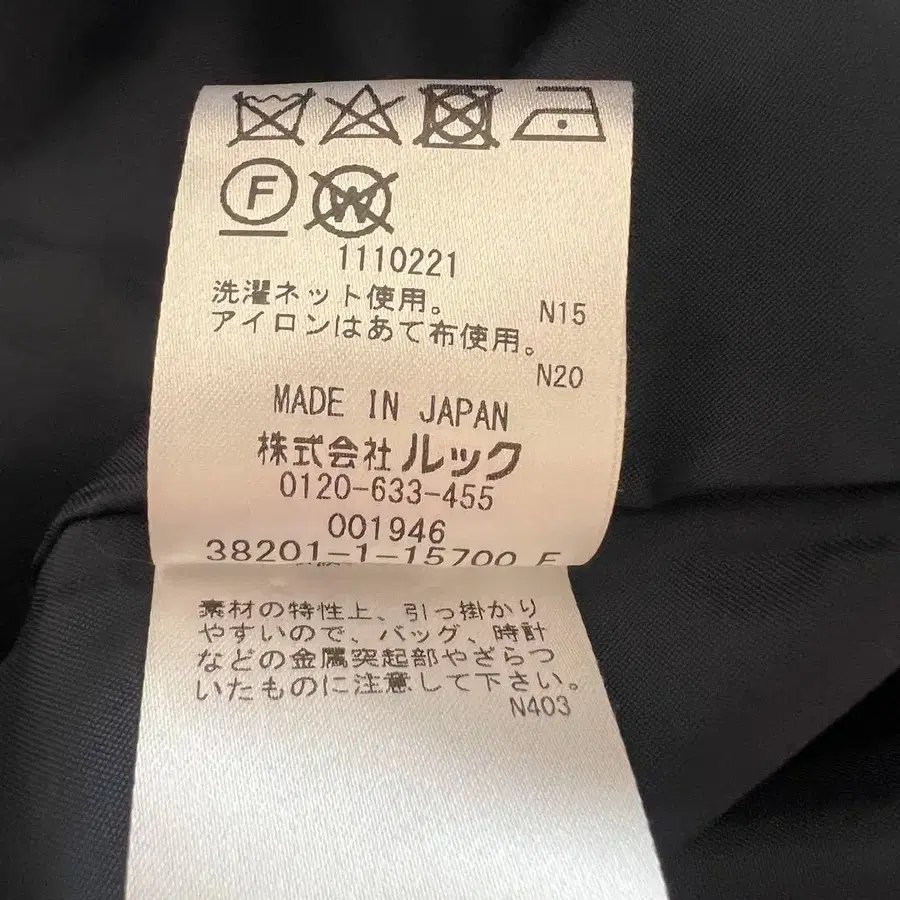 F W
1110221
洗濯ネット使用。
N15
アイロンはあて布使用。
N20
MADE IN JAPAN
株式会社ルック
0120-633-455
001946
38201-1-15700
素材の特性上、引っ掛かり
やすいので、バッグ、時計
などの金属突起部やざらつ
いたものに注意して下さい。
N403